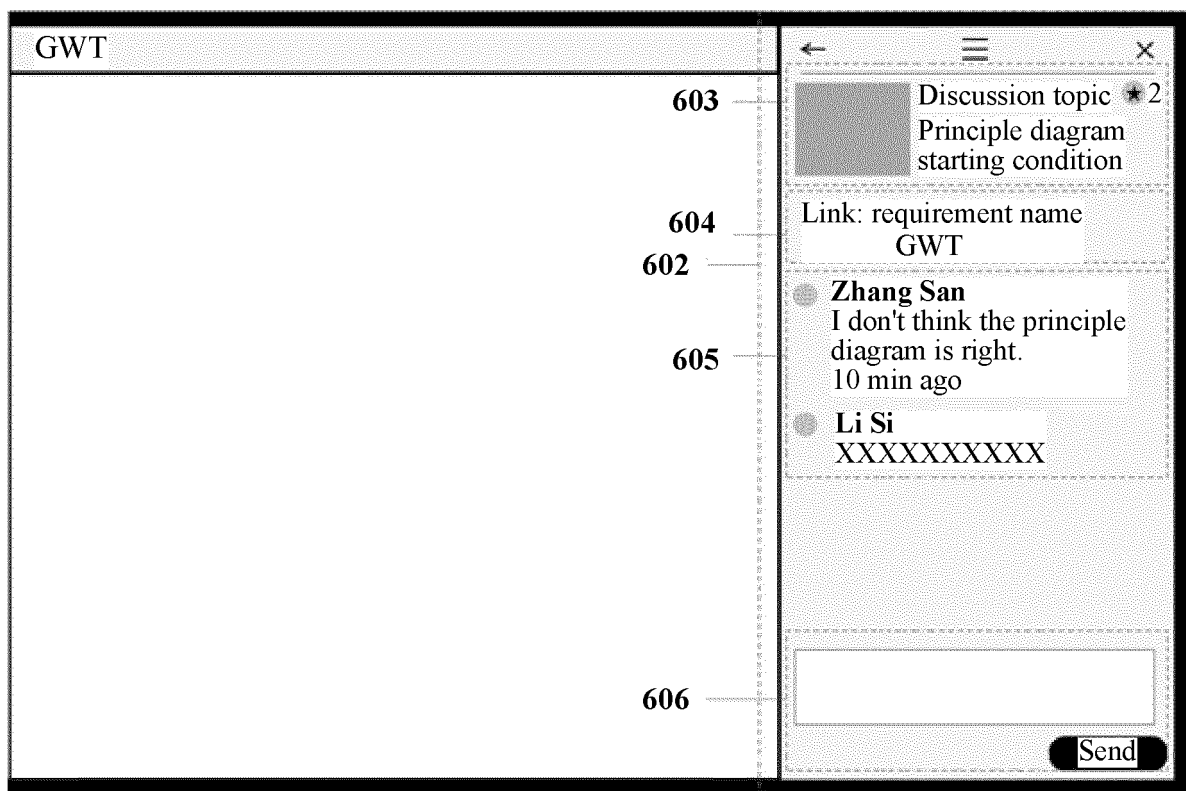 GWT
603
Discussion topic ★2
Principle diagram
starting condition
604
Link: requirement name
GWT
602
Zhang San
I don't think the principle
diagram is right.
605
10 min ago
Li Si
XXXXXXXXXX
606
Send